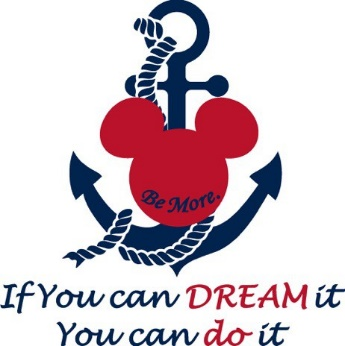 Be More.
If You can DREAM it
You can do it